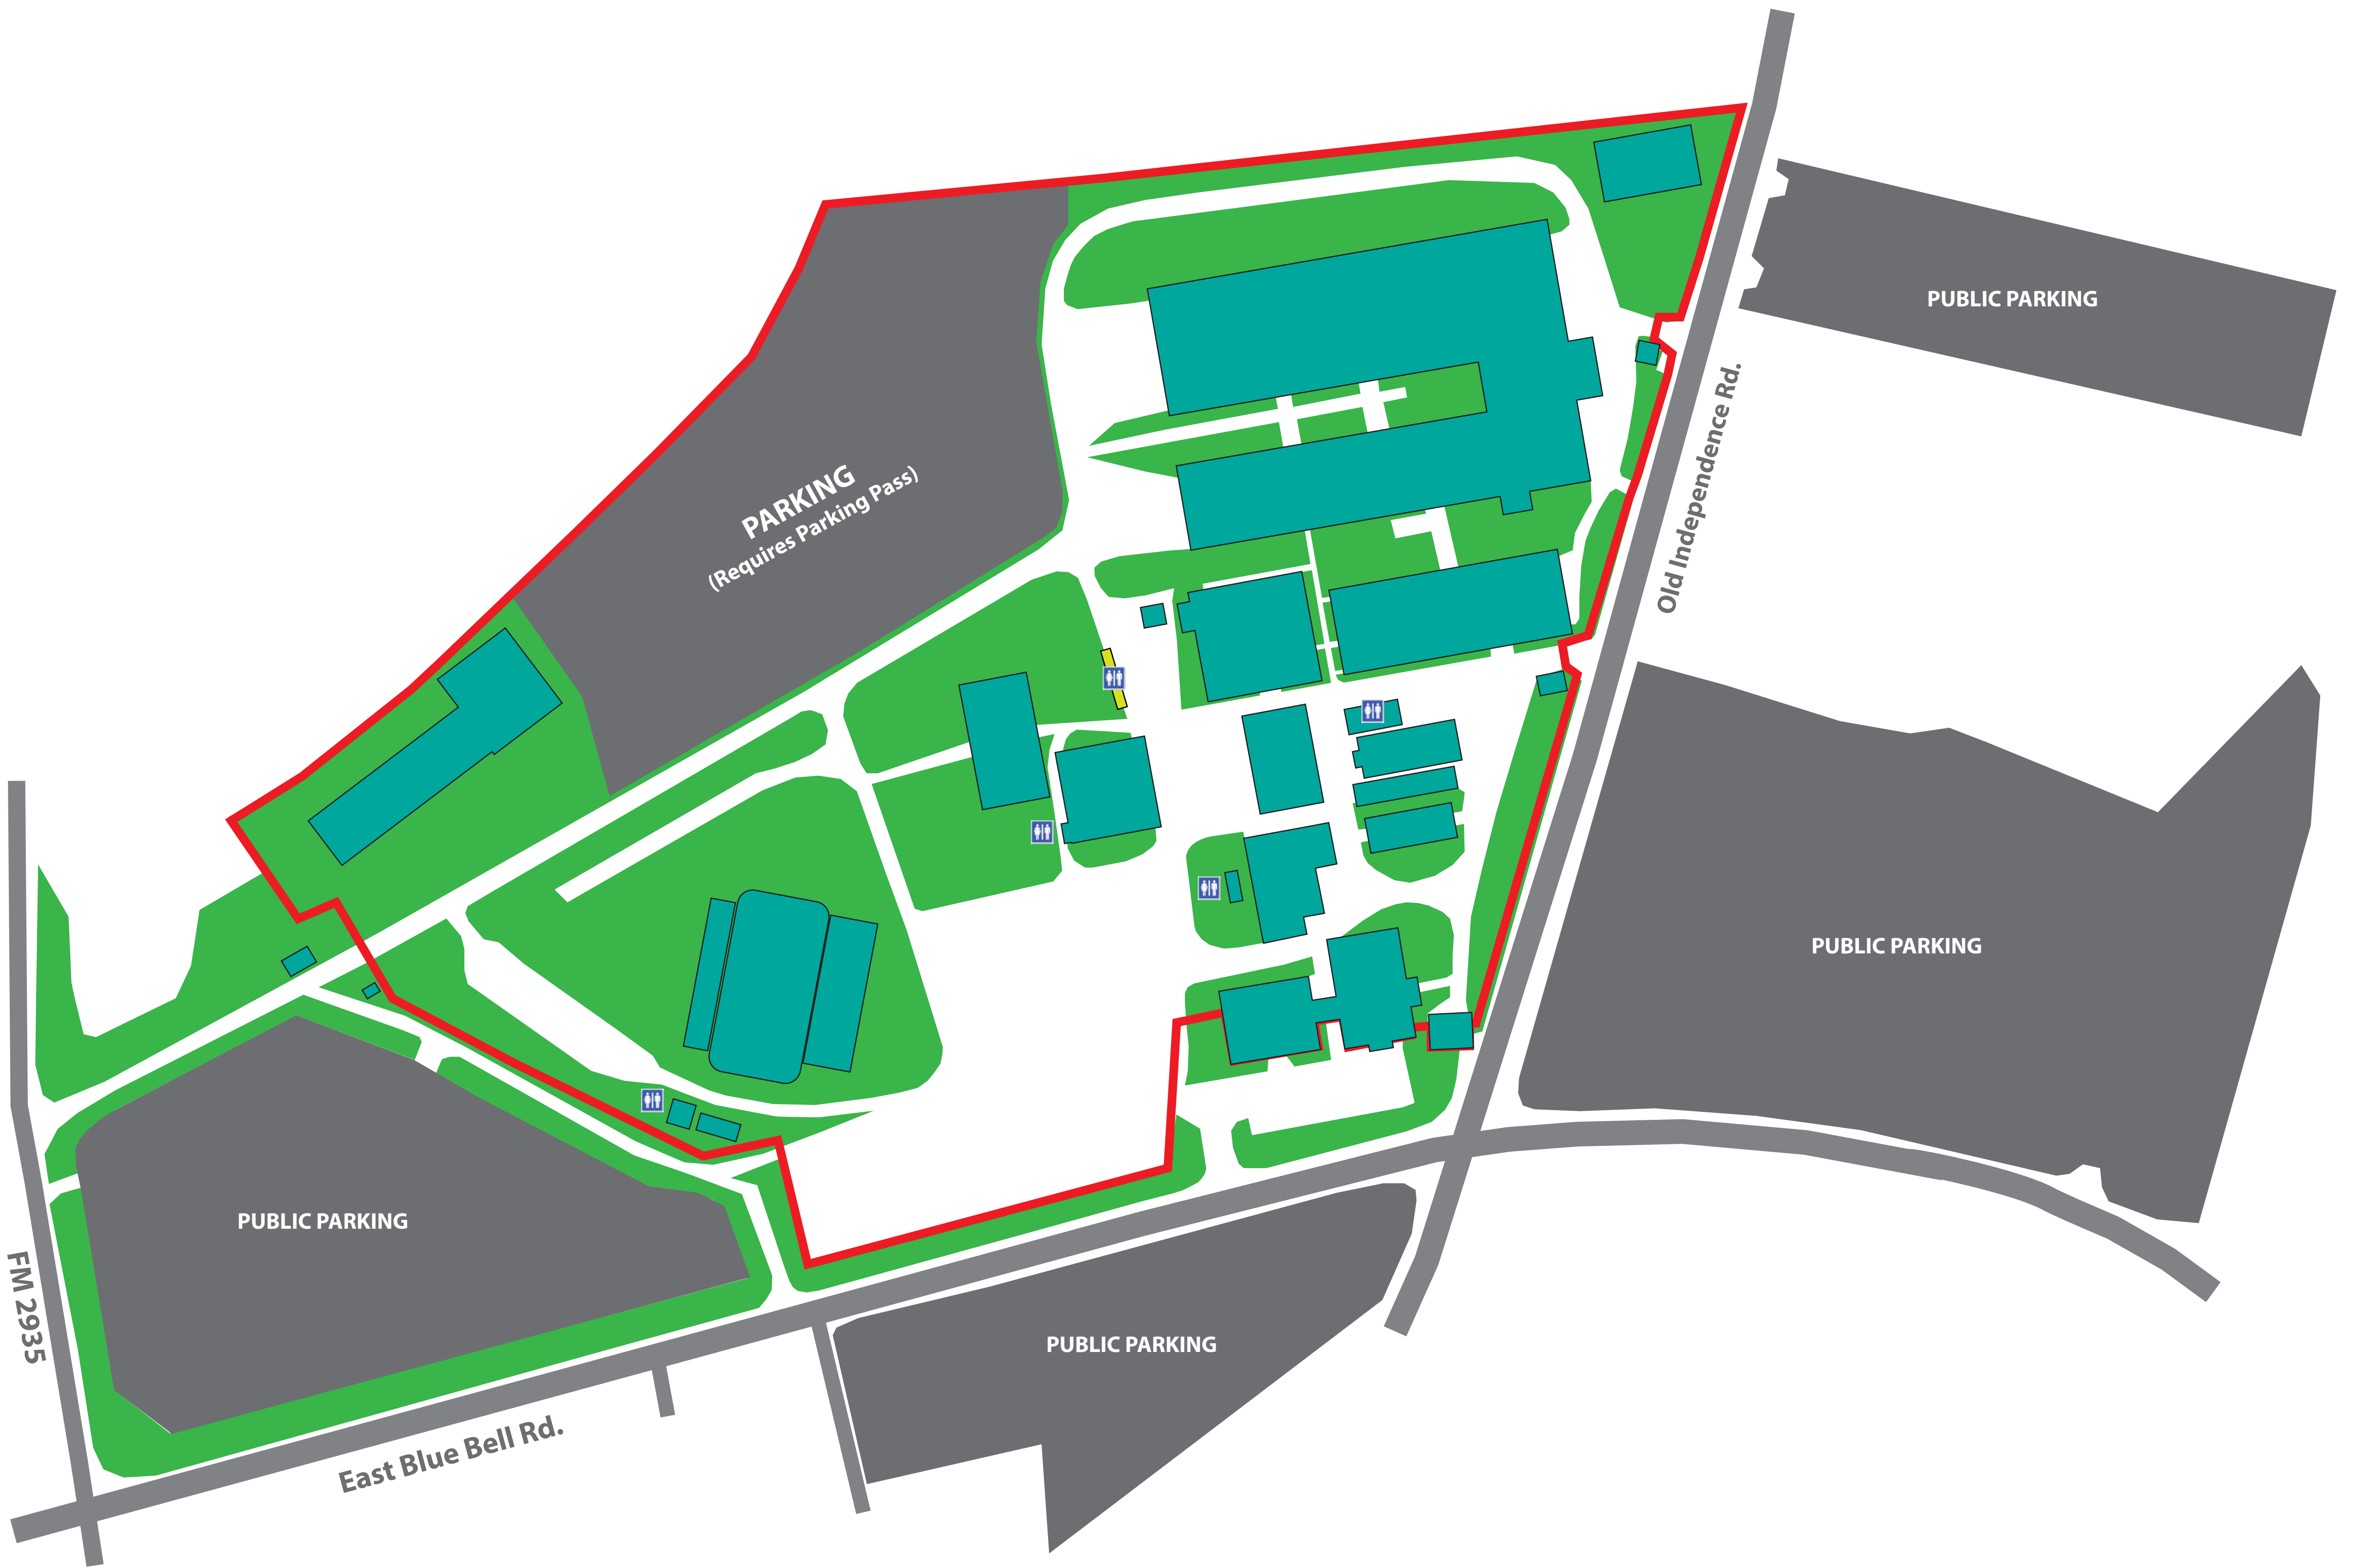 PUBLIC PARKING
Old Independence Rd.
PARKING
(Requires Parking Pass)
PUBLIC PARKING
PUBLIC PARKING
FM 2935
PUBLIC PARKING
East Blue Bell Rd.